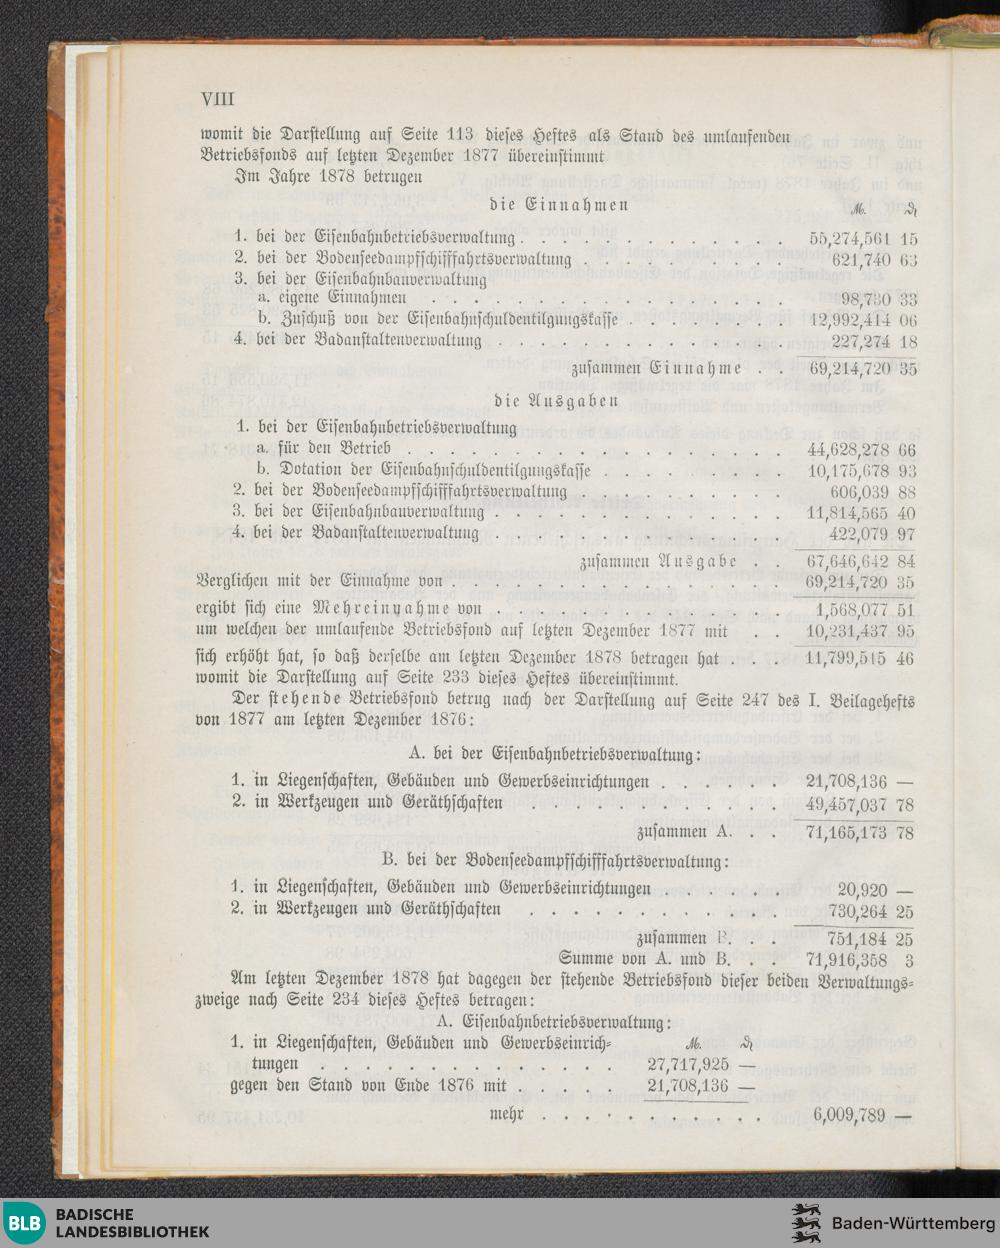 VIII
womit die Darstellung auf Seite 113 dieses Heftes als Stand des umlaufenden
Betriebsfonds auf letzten Dezember 1877 übereinstimmt
Im Jahre 1878 betrugen
die Einnahmen ℳ. ₰
1. bei der Eisenbahnbetriebsverwaltung . . . . . . . . . . . 55,274,561 15
2. bei der Bodenseedampfschifffahrtsverwaltung . . . . . . . . 621,740 63
3. bei der Eisenbahnbauverwaltung
a. eigene Einnahmen . . . . . . . . . . . . . . . 98,730 33
b. Zuschuß von der Eisenbahnschuldentilgungskasse . . . . . . . 12,992,414 06
4. bei der Badanstaltenverwaltung . . . . . . . . . . . . 227,274 18
zusammen Einnahme . . 69,214,720 35
die Ausgaben
1. bei der Eisenbahnbetriebsverwaltung
a. für den Betrieb . . . . . . . . . . . . . . . . 44,628,278 66
b. Dotation der Eisenbahnschuldentilgungskasse . . . . . . . . 10,175,678 93
2. bei der Bodenseedampfschifffahrtsverwaltung . . . . . . . . 606,039 88
3. bei der Eisenbahnbauverwaltung . . . . . . . . . . . . 11,814,565 40
4. bei der Badanstaltenverwaltung . . . . . . . . . . . . 422,079 97
zusammen Ausgabe . . 67,646,642 84
Verglichen mit der Einnahme von . . . . . . . . . . . . . . 69,214,720 35
ergibt sich eine Mehreinnahme von . . . . . . . . . . . . 1,568,077 51
um welchen der umlaufende Betriebsfond auf letzten Dezember 1877 mit . . 10,231,437 95
sich erhöht hat, so daß derselbe am letzten Dezember 1878 betragen hat . . . 11,799,515 46
womit die Darstellung auf Seite 233 dieses Heftes übereinstimmt.
Der stehende Betriebsfond betrug nach der Darstellung auf Seite 247 des I. Beilagehefts
von 1877 am letzten Dezember 1876:
A. bei der Eisenbahnbetriebsverwaltung:
1. in Liegenschaften, Gebäuden und Gewerbseinrichtungen . . . . . . 21,708,136 —
2. in Werkzeugen und Geräthschaften . . . . . . . . . . . 49,457,037 78
zusammen A. . . 71,165,173 78
B. bei der Bodenseedampfschifffahrtsverwaltung:
1. in Liegenschaften, Gebäuden und Gewerbseinrichtungen . . . . . 20,920 —
2. in Werkzeugen und Geräthschaften . . . . . . . . . . . 730,264 25
zusammen B. . . 751,184 25
Summe von A. und B. . . 71,916,358 3
Am letzten Dezember 1878 hat dagegen der stehende Betriebsfond dieser beiden Verwaltungs-
zweige nach Seite 234 dieses Heftes betragen:
A. Eisenbahnbetriebsverwaltung:
1. in Liegenschaften, Gebäuden und Gewerbseinrich- ℳ. ₰
tungen . . . . . . . . . . . . . 27,717,925 —
gegen den Stand von Ende 1876 mit . . . . . 21,708,136 —
mehr . . . . . . . . . . 6,009,789 —
BLB BADISCHE
LANDESBIBLIOTHEK
Baden-Württemberg